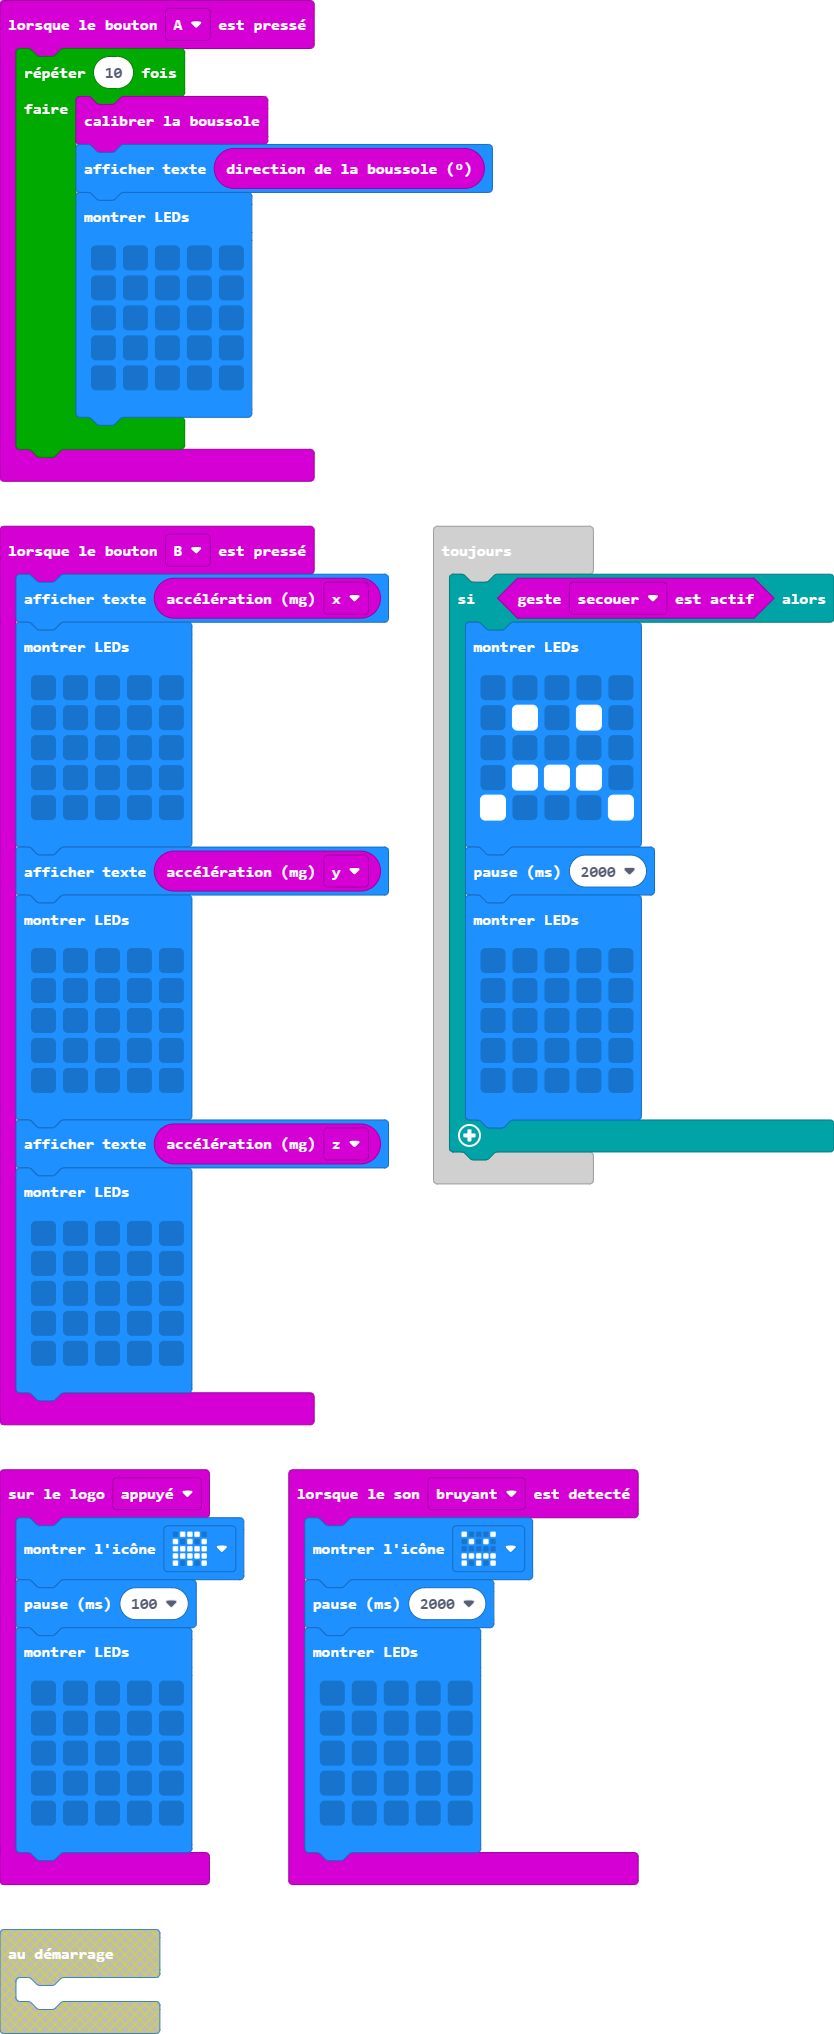 lorsque le bouton A est pressé
répéter 10 fois
faire
calibrer la boussole
afficher texte direction de la boussole (°)
montrer LEDs
lorsque le bouton B est pressé
afficher texte accélération (mg) x
montrer LEDs
afficher texte accélération (mg) y
montrer LEDs
afficher texte accélération (mg) z
montrer LEDs
toujours
si geste secouer est actif alors
montrer LEDs
pause (ms) 2000
montrer LEDs
sur le logo appuyé
montrer l'icône
pause (ms) 100
montrer LEDs
lorsque le son bruyant est detecté
montrer l'icône
pause (ms) 2000
montrer LEDs
au démarrage